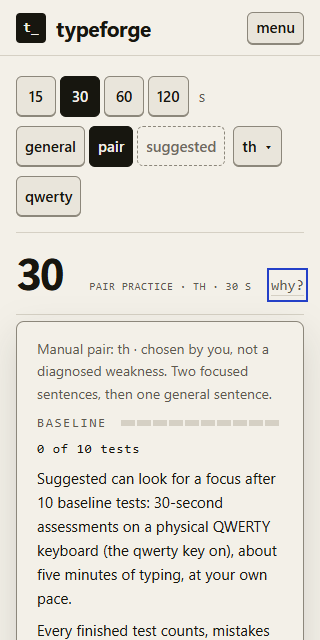 t_ typeforge menu
15 30 60 120 s
general pair suggested th
qwerty
30 PAIR PRACTICE · TH · 30 S why?
Manual pair: th · chosen by you, not a
diagnosed weakness. Two focused
sentences, then one general sentence.
BASELINE
0 of 10 tests
Suggested can look for a focus after
10 baseline tests: 30-second
assessments on a physical QWERTY
keyboard (the qwerty key on), about
five minutes of typing, at your own
pace.
Every finished test counts, mistakes